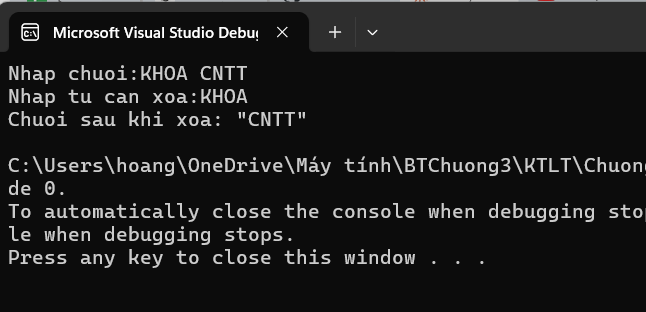 Microsoft Visual Studio Debu
Nhap chuoi:KHOA CNTT
Nhap tu can xoa:KHOA
Chuoi sau khi xoa: "CNTT"
C:\Users\hoang\OneDrive\Máy tính\BTChuong3\KTLT\Chuong
de 0.
To automatically close the console when debugging sto
le when debugging stops.
Press any key to close this window . . .